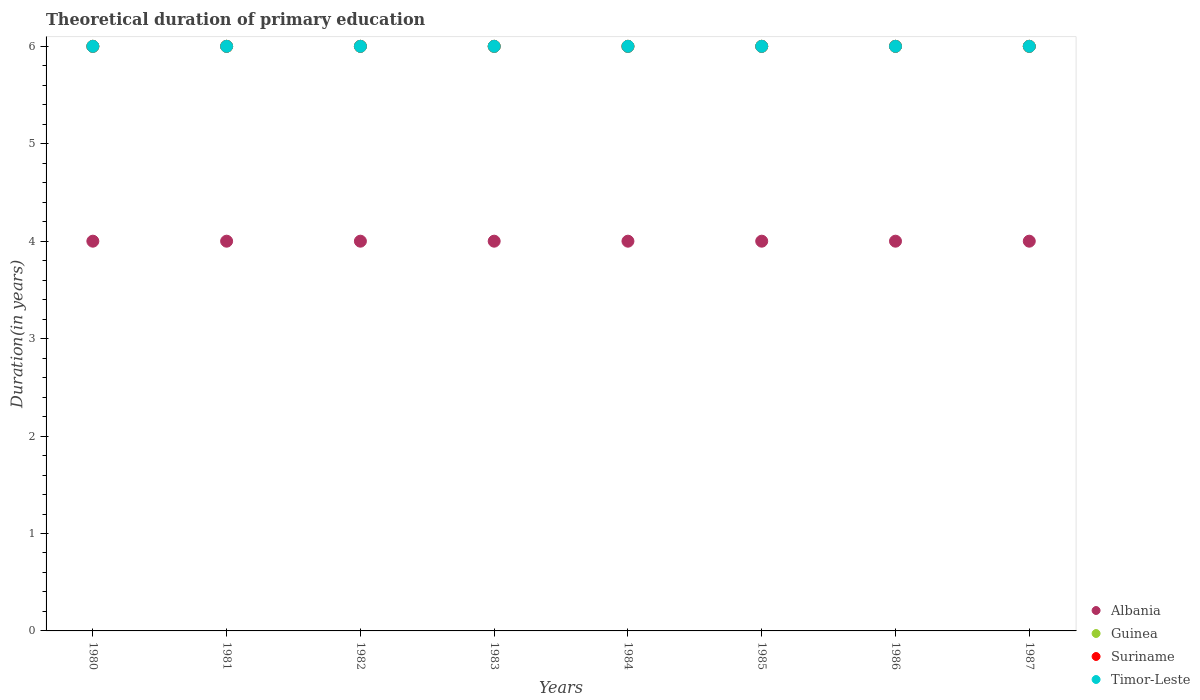 Theoretical duration of primary education
Duration(in years)
6
5
4
3
2
1
0
1980
1981
1982
1983
1984
1985
1986
1987
Years
Albania
Guinea
Suriname
Timor-Leste